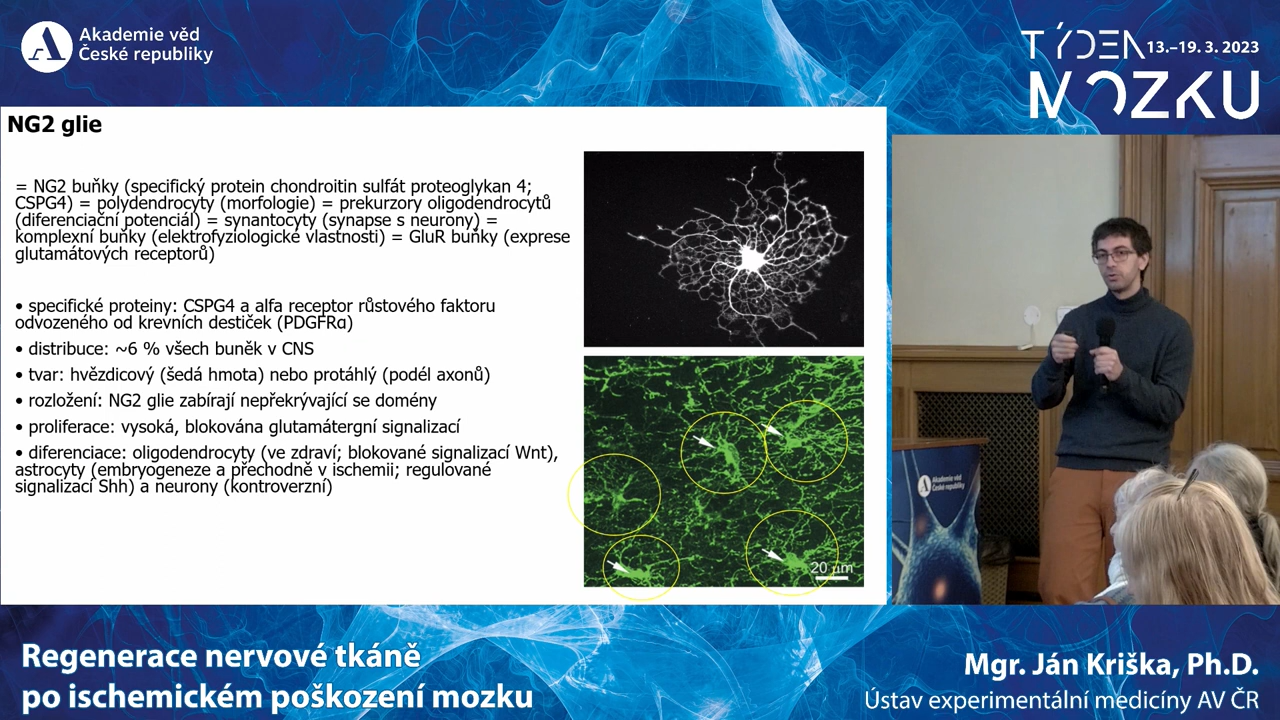 Akademie věd
České republiky
TÝDEN 13.–19. 3. 2023
MOZKU
NG2 glie
= NG2 buňky (specifický protein chondroitin sulfát proteoglykan 4;
CSPG4) = polydendrocyty (morfologie) = prekurzory oligodendrocytů
(diferenciační potenciál) = synantocyty (synapse s neurony) =
komplexní buňky (elektrofyziologické vlastnosti) = GluR buňky (exprese
glutamátových receptorů)
• specifické proteiny: CSPG4 a alfa receptor růstového faktoru
odvozeného od krevních destiček (PDGFRα)
• distribuce: ~6 % všech buněk v CNS
• tvar: hvězdicový (šedá hmota) nebo protáhlý (podél axonů)
• rozložení: NG2 glie zabírají nepřekrývající se domény
• proliferace: vysoká, blokována glutamátergní signalizací
• diferenciace: oligodendrocyty (ve zdraví; blokované signalizací Wnt),
astrocyty (embryogeneze a přechodně v ischemii; regulované
signalizací Shh) a neurony (kontroverzní)
20 µm
Akademie věd
České republiky
Regenerace nervové tkáně
po ischemickém poškození mozku
Mgr. Ján Kriška, Ph.D.
Ústav experimentální medicíny AV ČR